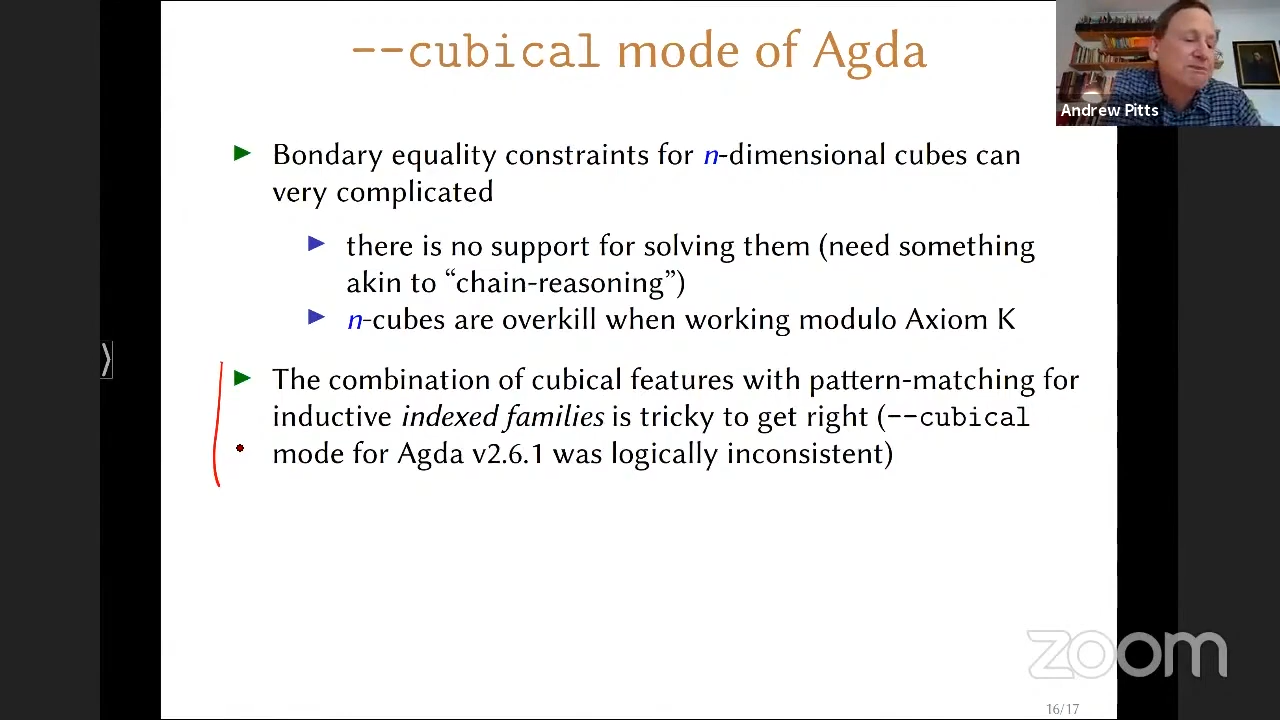 --cubical mode of Agda
Andrew Pitts
▶ Bondary equality constraints for n-dimensional cubes can
very complicated
▶ there is no support for solving them (need something
akin to “chain-reasoning”)
▶ n-cubes are overkill when working modulo Axiom K
▶ The combination of cubical features with pattern-matching for
inductive indexed families is tricky to get right (--cubical
mode for Agda v2.6.1 was logically inconsistent)
zoom
16/17